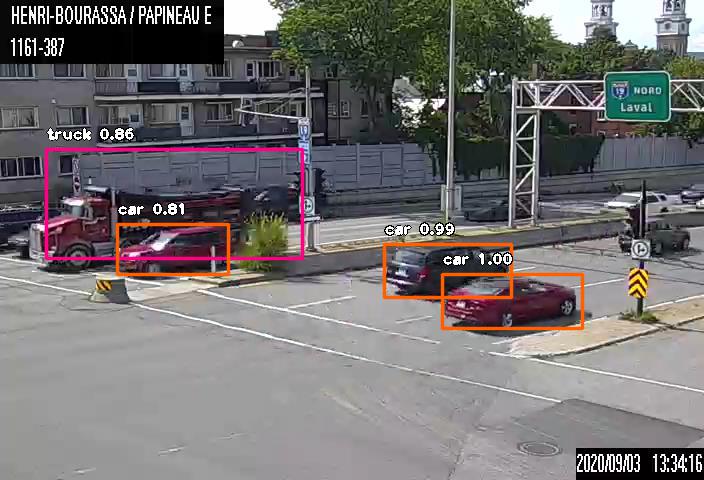 HENRI-BOURASSA / PAPINEAU E
1161-387
19 NORD
Laval
truck 0.86
19
car 0.81
car 0.99
car 1.00
2020/09/03 13:34:16